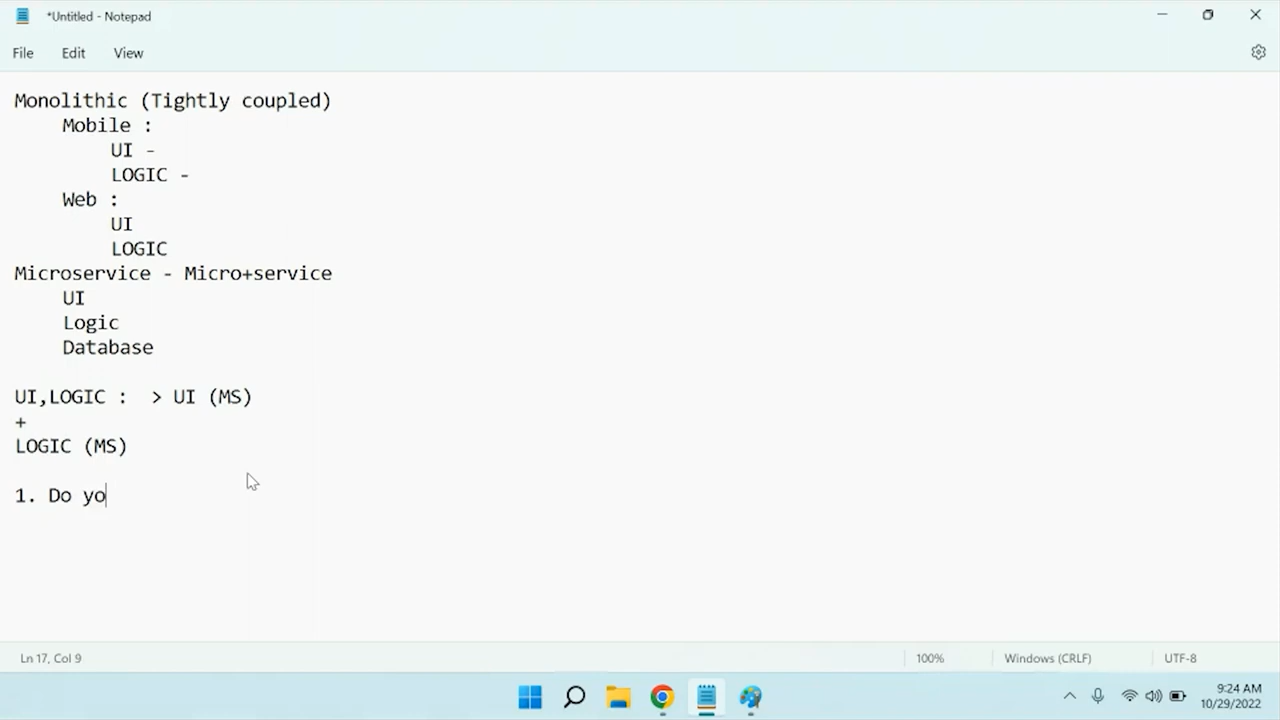 *Untitled - Notepad
File Edit View
Monolithic (Tightly coupled)
Mobile :
UI -
LOGIC -
Web :
UI
LOGIC
Microservice - Micro+service
UI
Logic
Database
UI,LOGIC :  > UI (MS)
+
LOGIC (MS)
1. Do yo
Ln 17, Col 9 100% Windows (CRLF) UTF-8
9:24 AM
10/29/2022